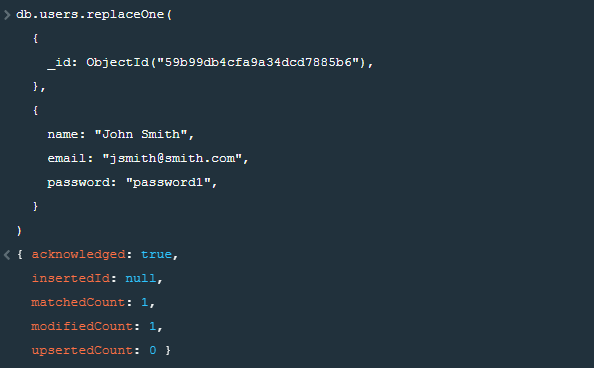 db.users.replaceOne(
{
_id: ObjectId("59b99db4cfa9a34dcd7885b6"),
},
{
name: "John Smith",
email: "jsmith@smith.com",
password: "password1",
}
)
{ acknowledged: true,
insertedId: null,
matchedCount: 1,
modifiedCount: 1,
upsertedCount: 0 }